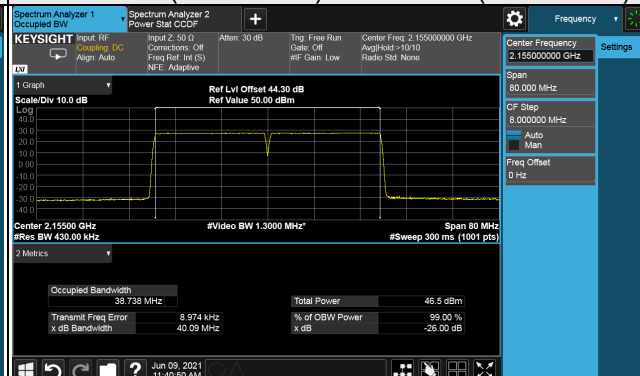 Spectrum Analyzer 1
Occupied BW
Spectrum Analyzer 2
Power Stat CCDF
+
Frequency
KEYSIGHT
Input: RF
Coupling: DC
Align: Auto
Input Z: 50 Ω
Corrections: Off
Freq Ref: Int (S)
NFE: Adaptive
Atten: 30 dB
Trig: Free Run
Gate: Off
#IF Gain: Low
Center Freq: 2.155000000 GHz
Avg|Hold:>10/10
Radio Std: None
LXI
Center Frequency
2.155000000 GHz
Settings
Span
80.000 MHz
CF Step
8.000000 MHz
Auto
Man
Freq Offset
0 Hz
1 Graph
Scale/Div 10.0 dB
Ref Lvl Offset 44.30 dB
Ref Value 50.00 dBm
Log
40.0
30.0
20.0
10.0
0.00
-10.0
-20.0
-30.0
-40.0
Center 2.15500 GHz
#Res BW 430.00 kHz
#Video BW 1.3000 MHz*
Span 80 MHz
#Sweep 300 ms (1001 pts)
2 Metrics
Occupied Bandwidth
38.738 MHz
Total Power 46.5 dBm
Transmit Freq Error 8.974 kHz
% of OBW Power 99.00 %
x dB Bandwidth 40.09 MHz
x dB -26.00 dB
?
Jun 09, 2021
11:40:50 AM